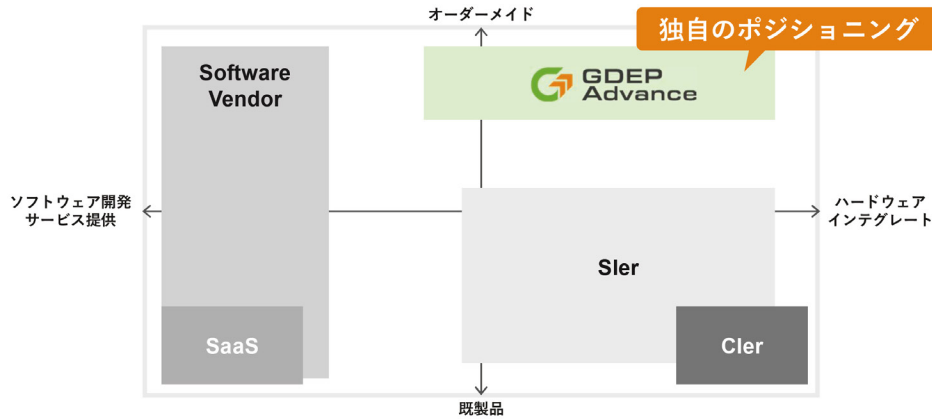 オーダーメイド
独自のポジショニング
Software
Vendor
GDEP
Advance
ソフトウェア開発
サービス提供
ハードウェア
インテグレート
SIer
SaaS
CIer
既製品